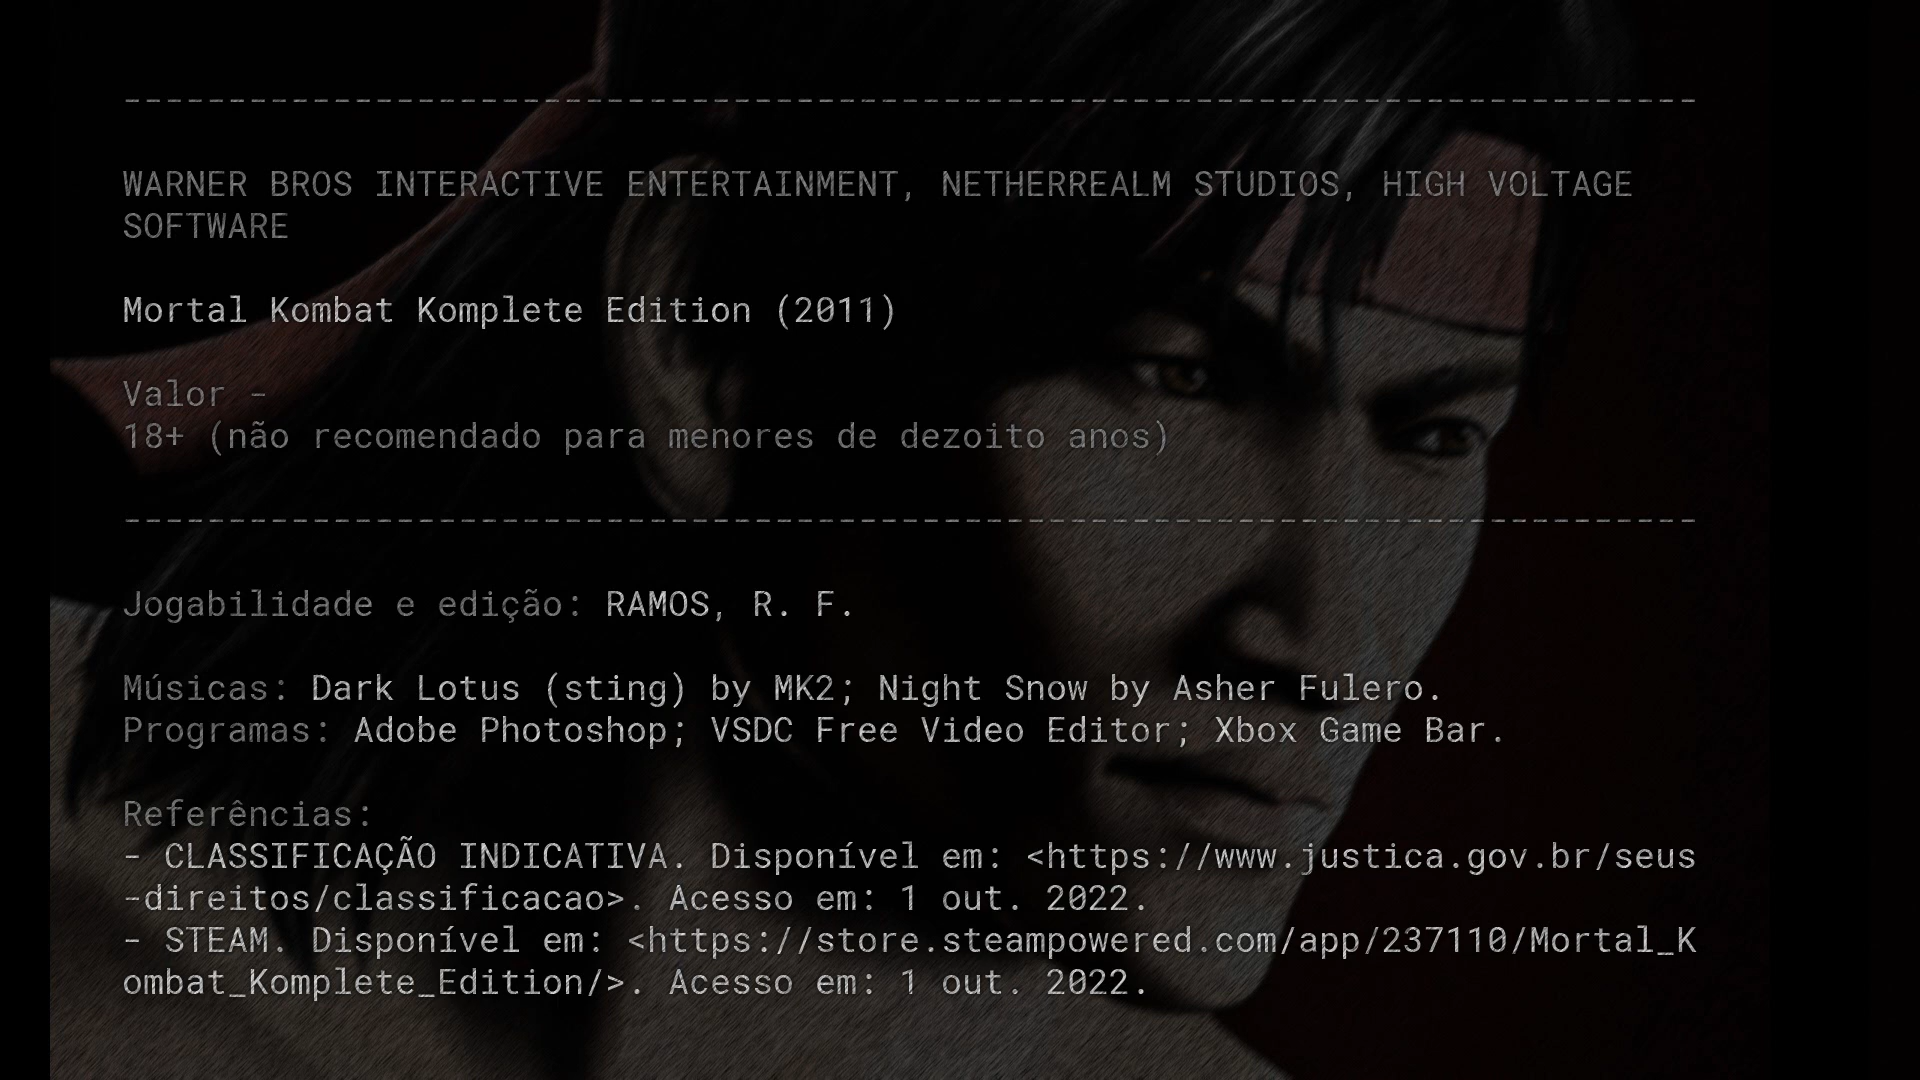 ---------------------------------------------------------------------------
WARNER BROS INTERACTIVE ENTERTAINMENT, NETHERREALM STUDIOS, HIGH VOLTAGE
SOFTWARE
Mortal Kombat Komplete Edition (2011)
Valor -
18+ (não recomendado para menores de dezoito anos)
---------------------------------------------------------------------------
Jogabilidade e edição: RAMOS, R. F.
Músicas: Dark Lotus (sting) by MK2; Night Snow by Asher Fulero.
Programas: Adobe Photoshop; VSDC Free Video Editor; Xbox Game Bar.
Referências:
- CLASSIFICAÇÃO INDICATIVA. Disponível em: <https://www.justica.gov.br/seus
-direitos/classificacao>. Acesso em: 1 out. 2022.
- STEAM. Disponível em: <https://store.steampowered.com/app/237110/Mortal_K
ombat_Komplete_Edition/>. Acesso em: 1 out. 2022.